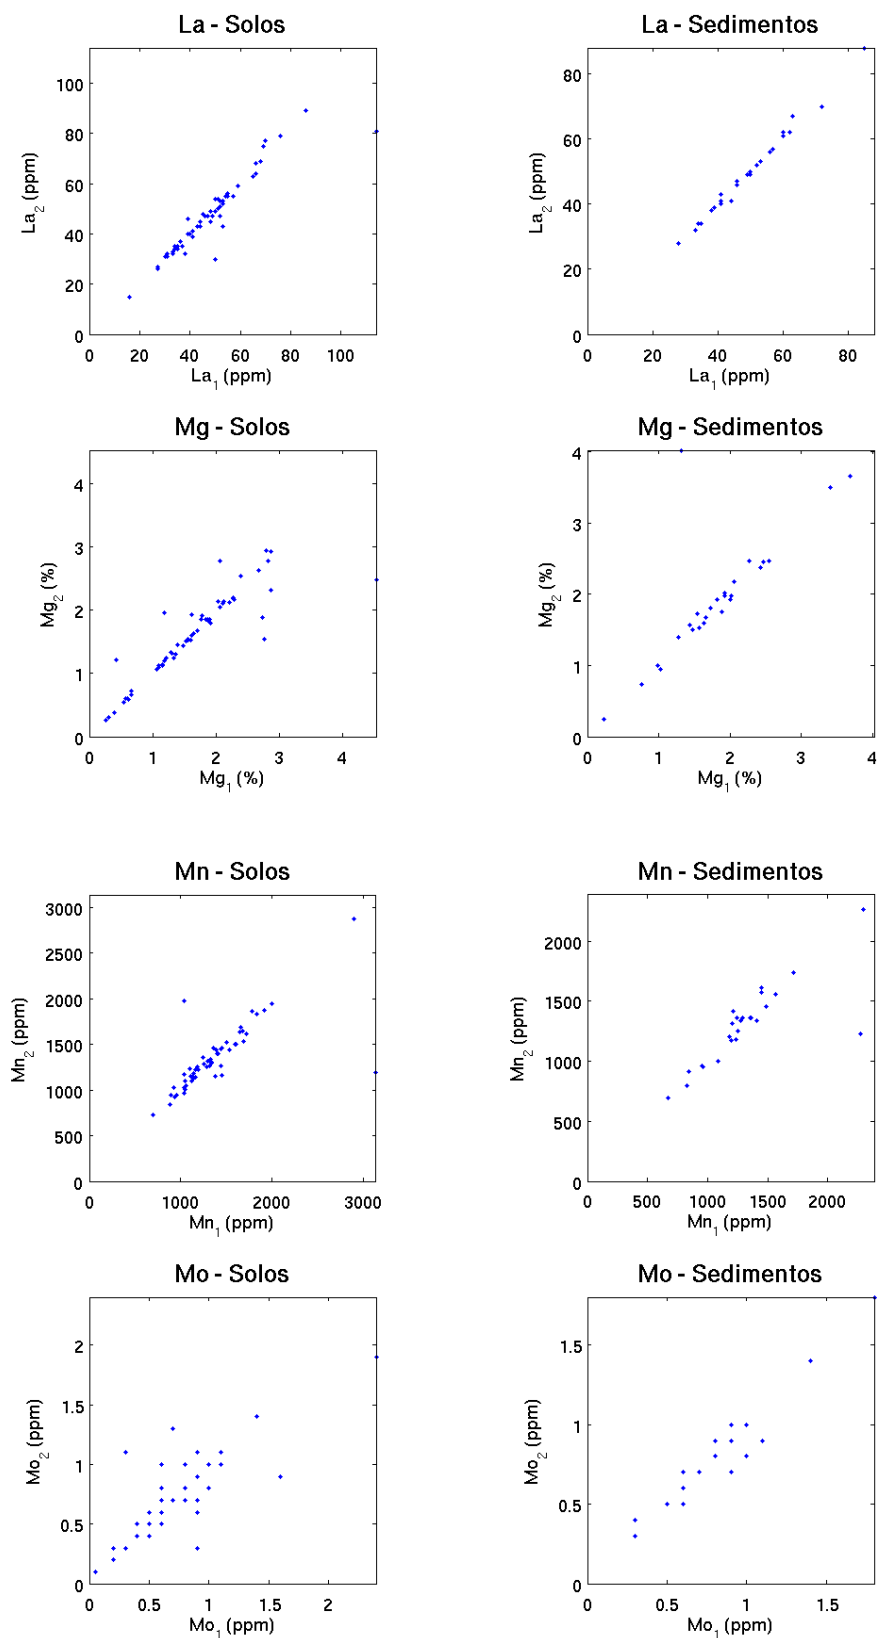 La - Solos
100
80
60
40
20
0
La2 (ppm)
0 20 40 60 80 100
La1 (ppm)
La - Sedimentos
80
60
40
20
0
La2 (ppm)
0 20 40 60 80
La1 (ppm)
Mg - Solos
4
3
2
1
0
Mg2 (%)
0 1 2 3 4
Mg1 (%)
Mg - Sedimentos
4
3
2
1
0
Mg2 (%)
0 1 2 3 4
Mg1 (%)
Mn - Solos
3000
2500
2000
1500
1000
500
0
Mn2 (ppm)
0 1000 2000 3000
Mn1 (ppm)
Mn - Sedimentos
2000
1500
1000
500
0
Mn2 (ppm)
0 500 1000 1500 2000
Mn1 (ppm)
Mo - Solos
2
1.5
1
0.5
0
Mo2 (ppm)
0 0.5 1 1.5 2
Mo1 (ppm)
Mo - Sedimentos
1.5
1
0.5
0
Mo2 (ppm)
0 0.5 1 1.5
Mo1 (ppm)